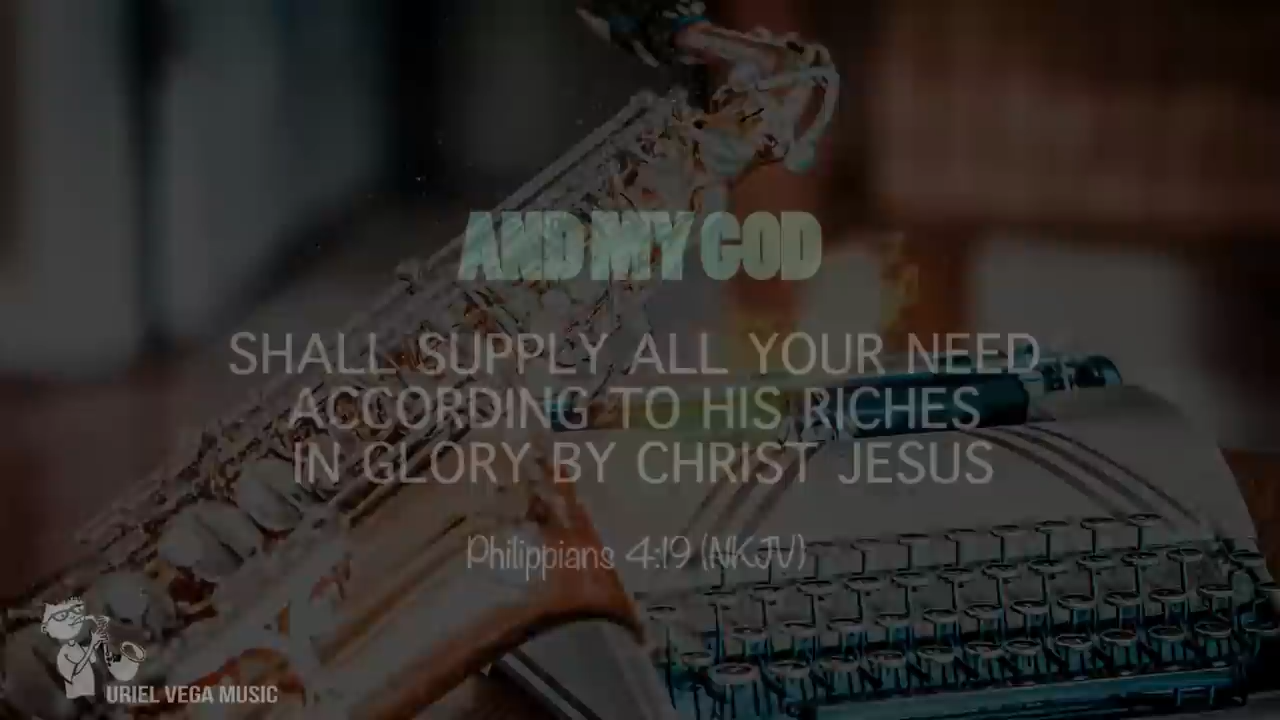 AND MY GOD
SHALL SUPPLY ALL YOUR NEED
ACCORDING TO HIS RICHES
IN GLORY BY CHRIST JESUS
Philippians 4:19 (NKJV)
URIEL VEGA MUSIC